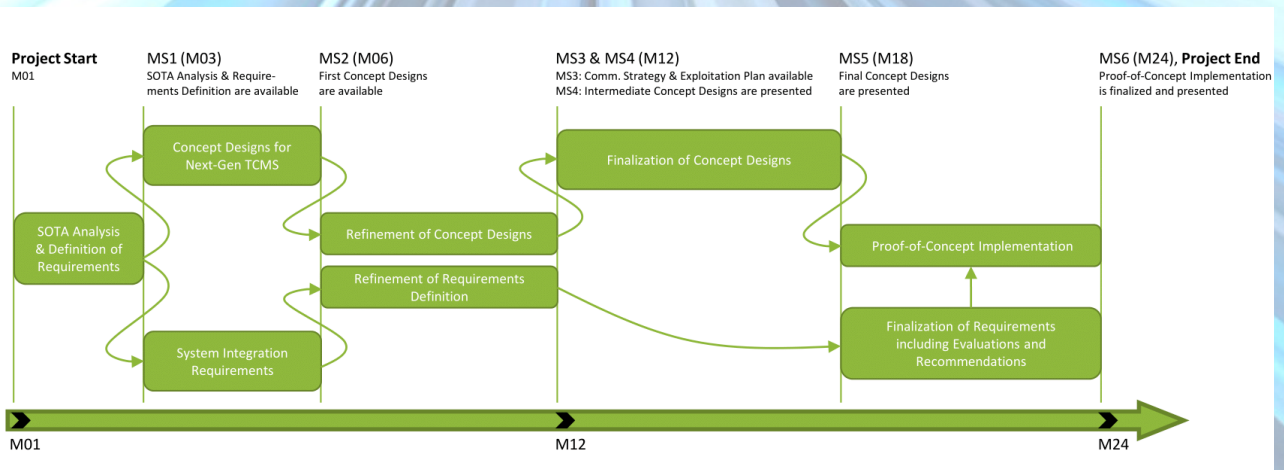 Project Start
M01
MS1 (M03)
SOTA Analysis & Require-
ments Definition are available
MS2 (M06)
First Concept Designs
are available
MS3 & MS4 (M12)
MS3: Comm. Strategy & Exploitation Plan available
MS4: Intermediate Concept Designs are presented
MS5 (M18)
Final Concept Designs
are presented
MS6 (M24), Project End
Proof-of-Concept Implementation
is finalized and presented
Concept Designs for
Next-Gen TCMS
Finalization of Concept Designs
SOTA Analysis
& Definition of
Requirements
Refinement of Concept Designs
Proof-of-Concept Implementation
Refinement of Requirements
Definition
System Integration
Requirements
Finalization of Requirements
including Evaluations and
Recommendations
M01
M12
M24